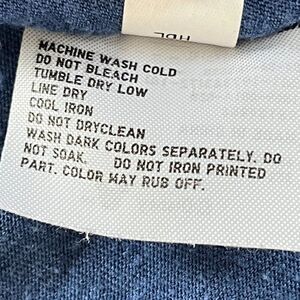 HDL
MACHINE WASH COLD
DO NOT BLEACH
TUMBLE DRY LOW
LINE DRY
COOL IRON
DO NOT DRYCLEAN
WASH DARK COLORS SEPARATELY. DO
NOT SOAK. DO NOT IRON PRINTED
PART. COLOR MAY RUB OFF.